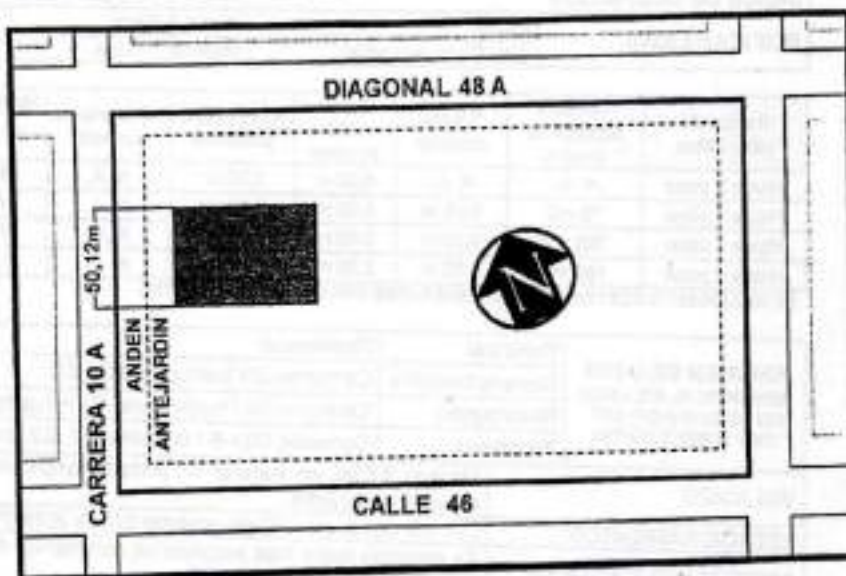 DIAGONAL 48 A
50,12m
CARRERA 10 A
ANDEN
ANTEJARDIN
N
CALLE 46